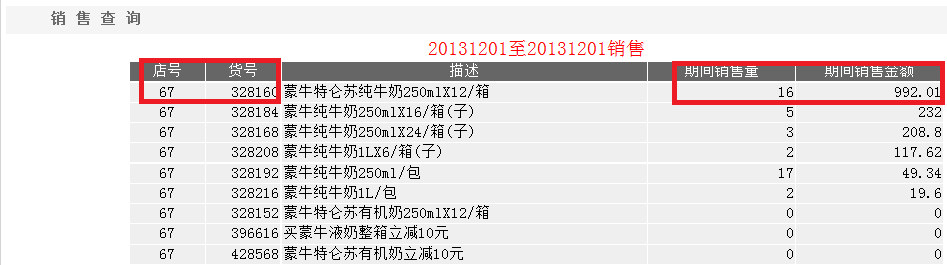 销售查询
20131201至20131201销售
店号 货号 描述 期间销售量 期间销售金额
67 328160 蒙牛特仑苏纯牛奶250mlX12/箱 16 992.01
67 328184 蒙牛纯牛奶250mlX16/箱(子) 5 232
67 328168 蒙牛纯牛奶250mlX24/箱(子) 3 208.8
67 328208 蒙牛纯牛奶1LX6/箱(子) 2 117.62
67 328192 蒙牛纯牛奶250ml/包 17 49.34
67 328216 蒙牛纯牛奶1L/包 2 19.6
67 328152 蒙牛特仑苏有机奶250mlX12/箱 0 0
67 396616 买蒙牛液奶整箱立减10元 0 0
67 428568 蒙牛特仑苏有机奶立减10元 0 0